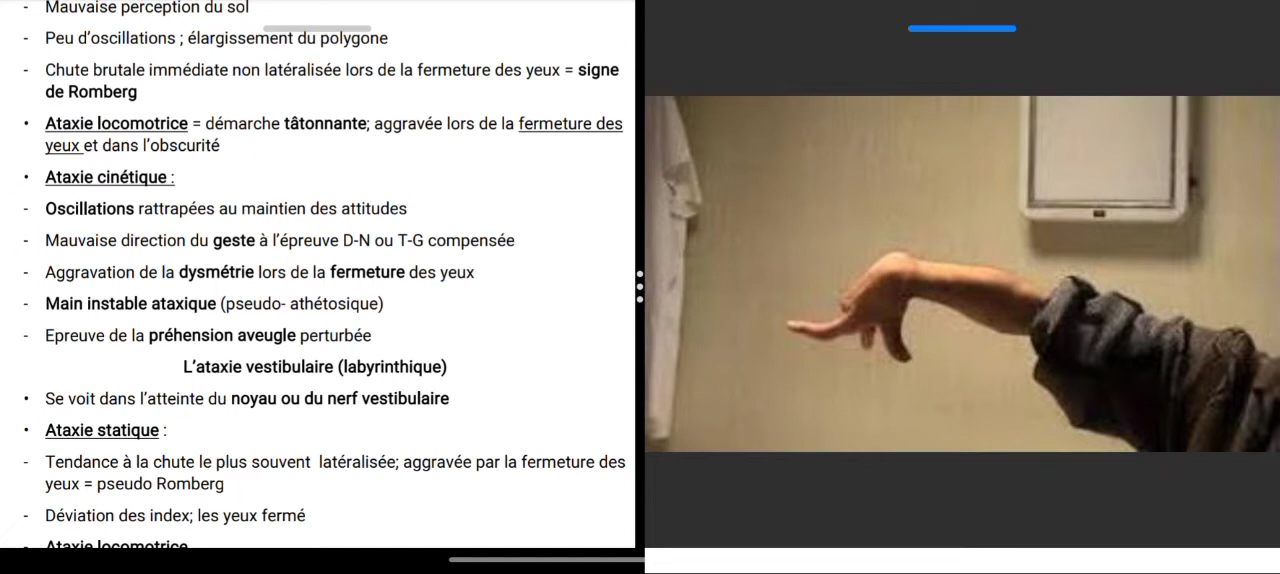 - Mauvaise perception du sol
- Peu d'oscillations ; élargissement du polygone
- Chute brutale immédiate non latéralisée lors de la fermeture des yeux = signe
de Romberg
• Ataxie locomotrice = démarche tâtonnante; aggravée lors de la fermeture des
yeux et dans l'obscurité
• Ataxie cinétique :
- Oscillations rattrapées au maintien des attitudes
- Mauvaise direction du geste à l'épreuve D-N ou T-G compensée
- Aggravation de la dysmétrie lors de la fermeture des yeux
- Main instable ataxique (pseudo- athétosique)
- Epreuve de la préhension aveugle perturbée
L'ataxie vestibulaire (labyrinthique)
• Se voit dans l'atteinte du noyau ou du nerf vestibulaire
• Ataxie statique :
- Tendance à la chute le plus souvent latéralisée; aggravée par la fermeture des
yeux = pseudo Romberg
- Déviation des index; les yeux fermé
- Ataxie locomotrice